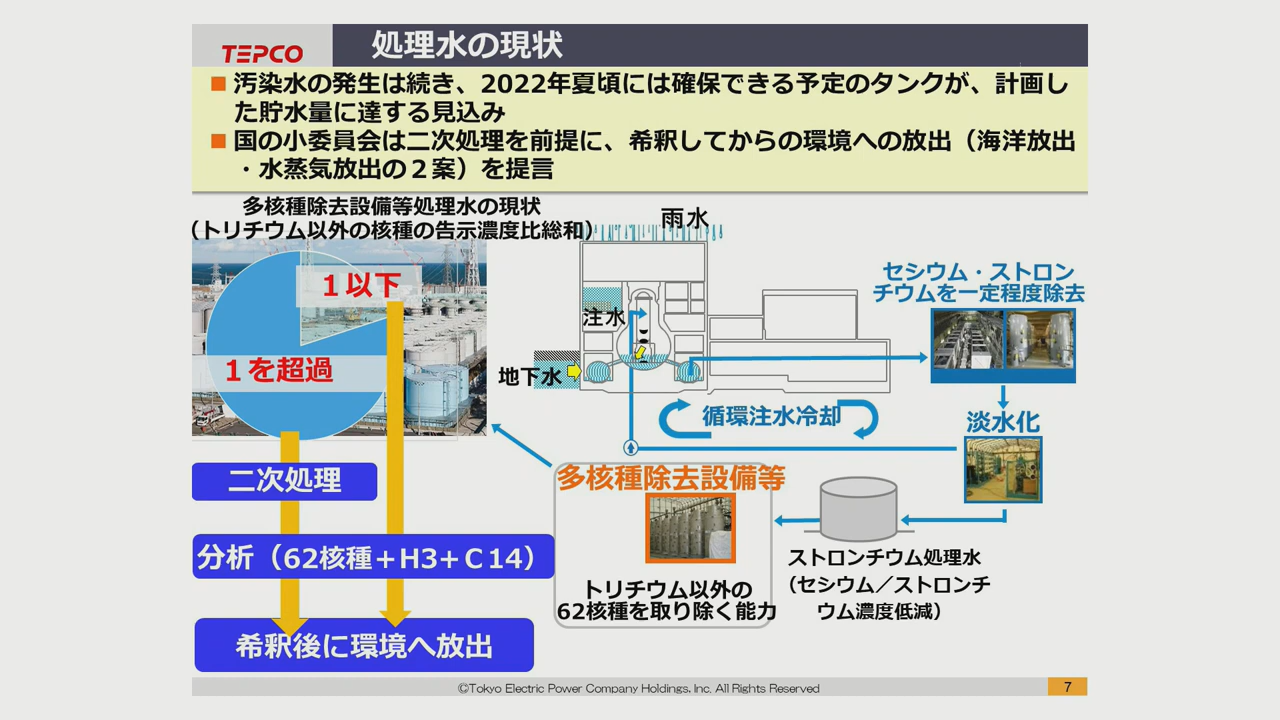 TEPCO
処理水の現状
■ 汚染水の発生は続き、2022年夏頃には確保できる予定のタンクが、計画し
た貯水量に達する見込み
■ 国の小委員会は二次処理を前提に、希釈してからの環境への放出（海洋放出
・水蒸気放出の２案）を提言
多核種除去設備等処理水の現状
（トリチウム以外の核種の告示濃度比総和）
１以下
１を超過
二次処理
分析（62核種＋H3＋Ｃ14）
希釈後に環境へ放出
雨水
注水
地下水
循環注水冷却
セシウム・ストロン
チウムを一定程度除去
淡水化
多核種除去設備等
トリチウム以外の
62核種を取り除く能力
ストロンチウム処理水
（セシウム／ストロンチ
ウム濃度低減）
©Tokyo Electric Power Company Holdings, Inc. All Rights Reserved
7